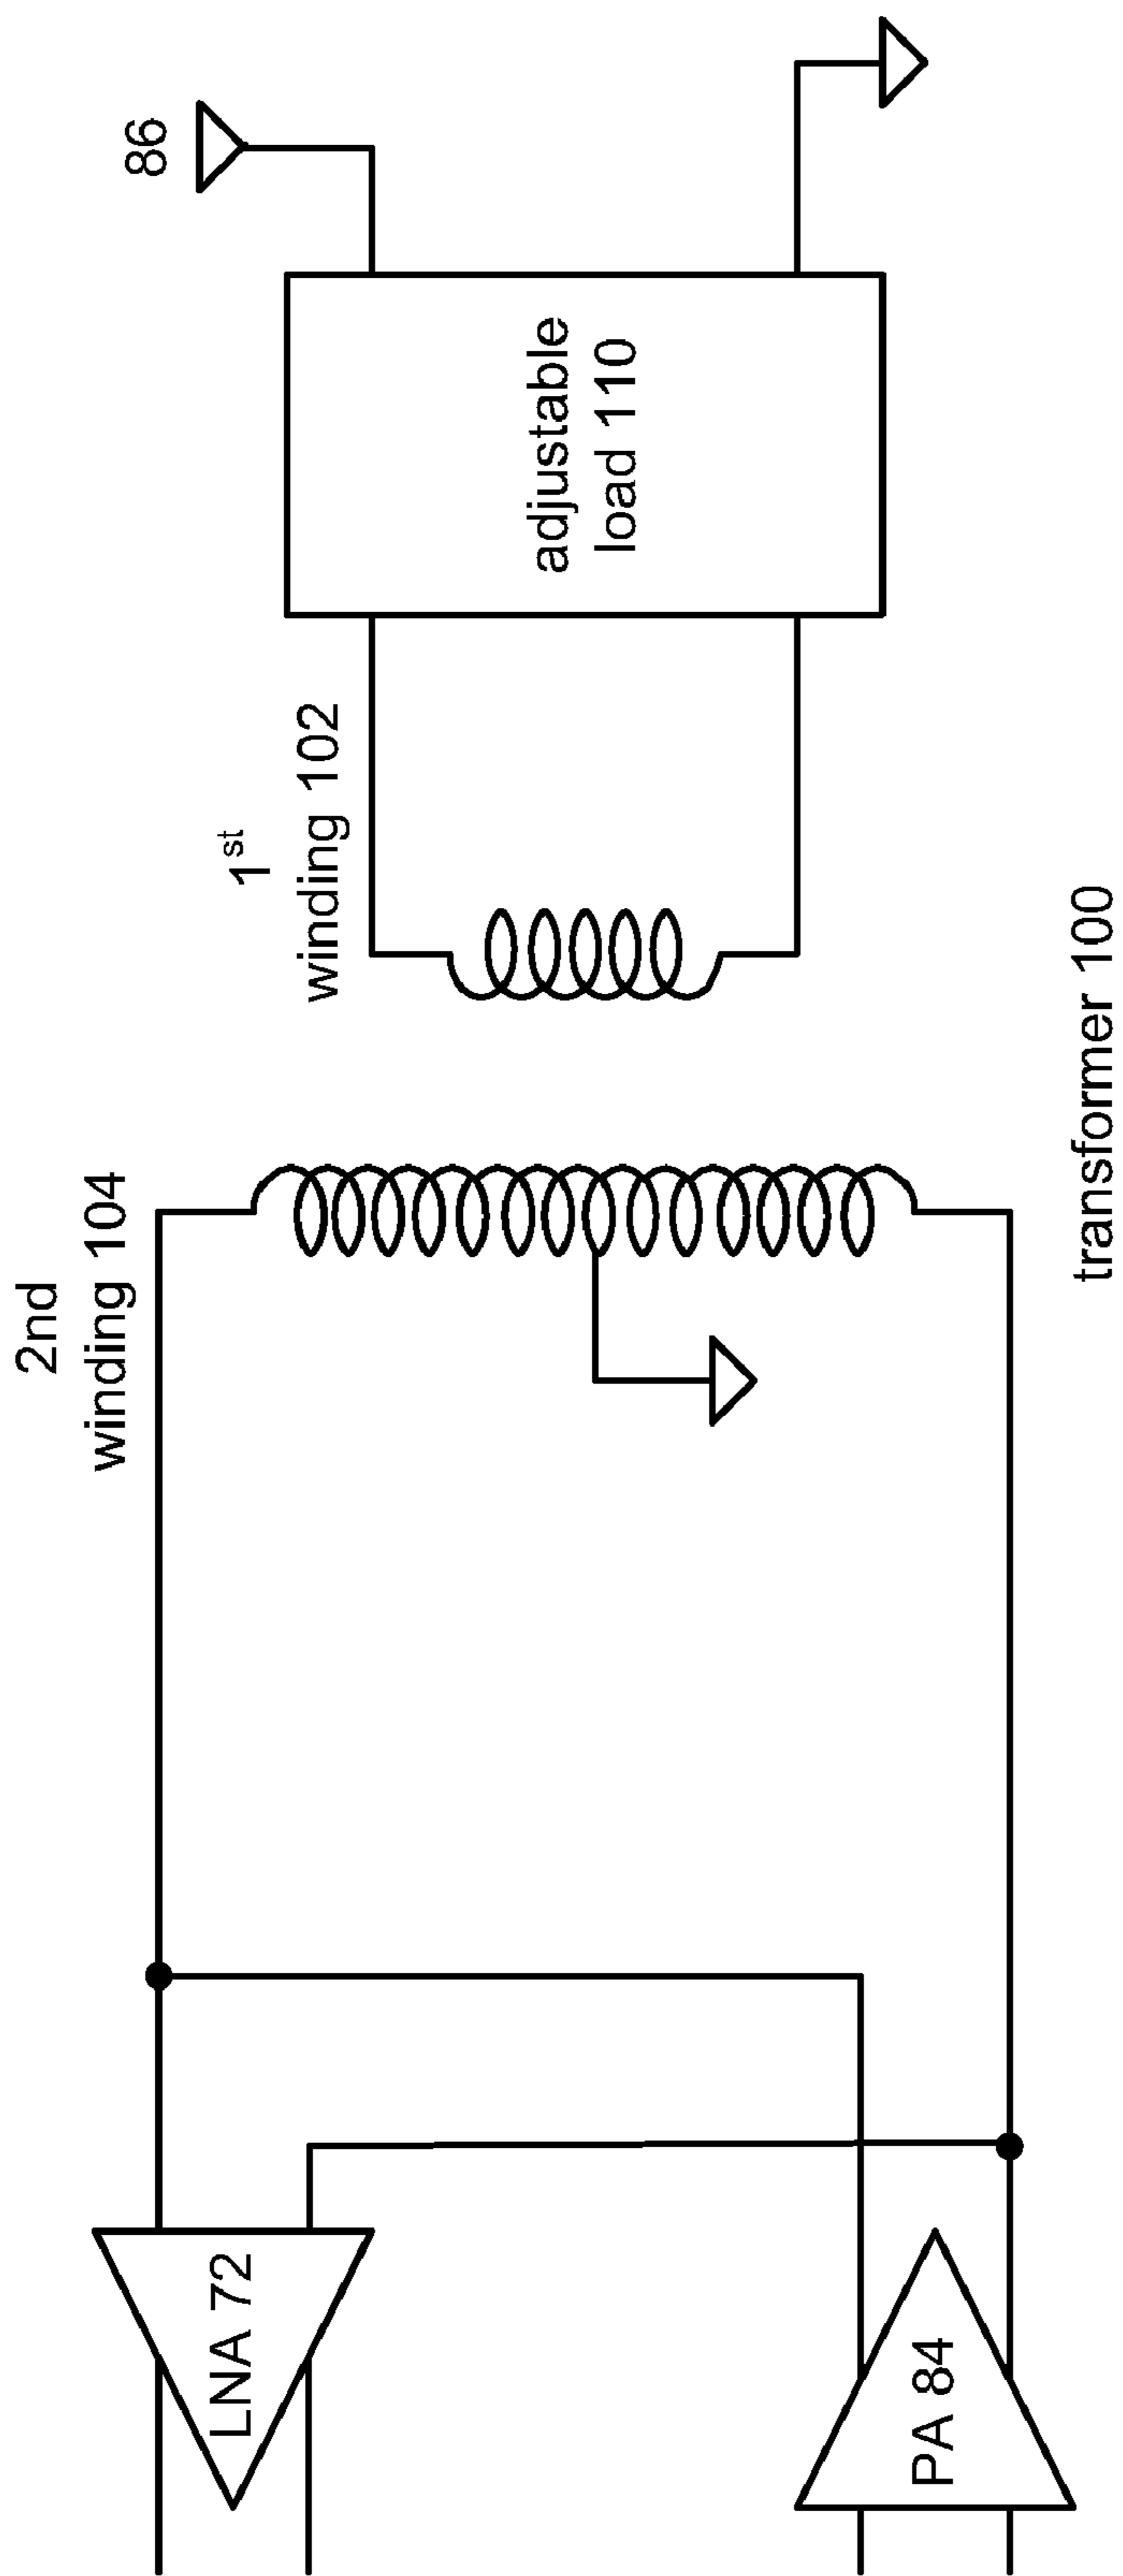 2nd
winding 104
1st
winding 102
86
adjustable
load 110
LNA 72
PA 84
transformer 100